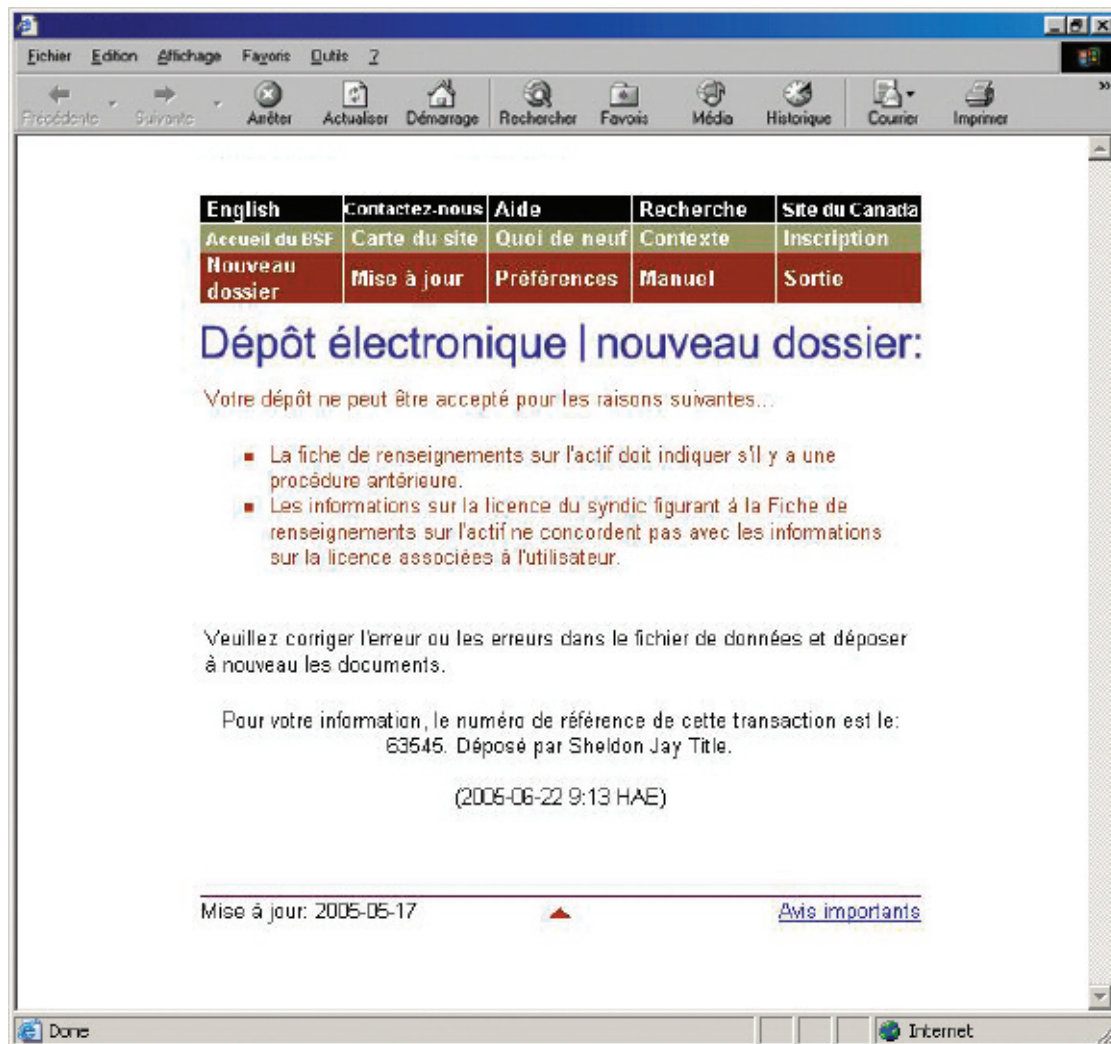 Fichier Edition Affichage Favoris Outils ?
Précédente Suivante Arrêter Actualiser Démarrage Rechercher Favoris Média Historique Courrier Imprimer »
English Contactez-nous Aide Recherche Site du Canada
Accueil du BSF Carte du site Quoi de neuf Contexte Inscription
Nouveau dossier Mise à jour Préférences Manuel Sortie
Dépôt électronique | nouveau dossier:
Votre dépôt ne peut être accepté pour les raisons suivantes...
La fiche de renseignements sur l'actif doit indiquer s'il y a une
procédure antérieure.
Les informations sur la licence du syndic figurant à la Fiche de
renseignements sur l'actif ne concordent pas avec les informations
sur la licence associées à l'utilisateur.
Veuillez corriger l'erreur ou les erreurs dans le fichier de données et déposer
à nouveau les documents.
Pour votre information, le numéro de référence de cette transaction est le:
63545. Déposé par Sheldon Jay Title.
(2005-06-22 9:13 HAE)
Mise à jour: 2005-05-17 Avis importants
Done Internet